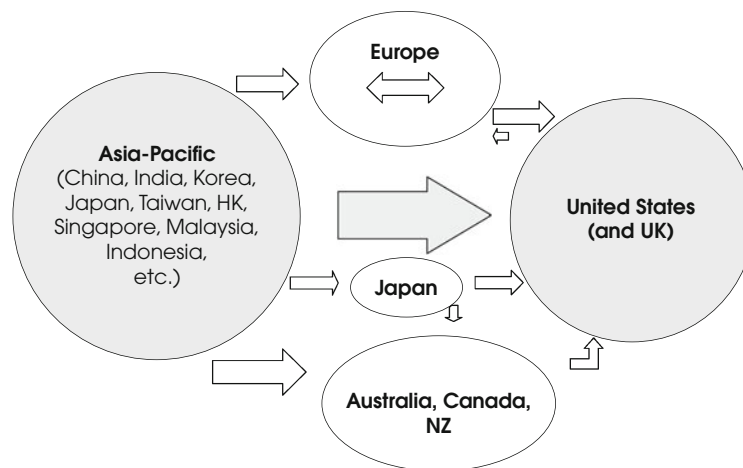 Europe
Asia-Pacific
(China, India, Korea,
Japan, Taiwan, HK,
Singapore, Malaysia,
Indonesia,
etc.)
United States
(and UK)
Japan
Australia, Canada,
NZ